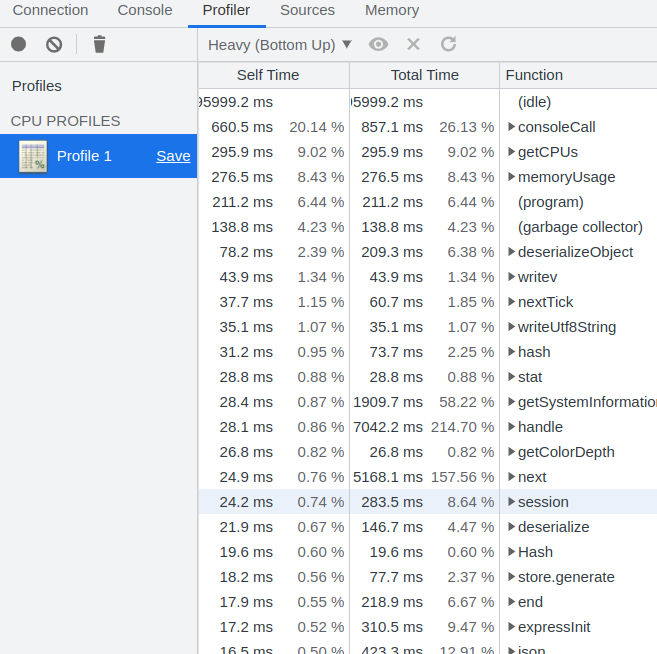 Connection Console Profiler Sources Memory
Heavy (Bottom Up) ▼
Profiles
CPU PROFILES
Profile 1 Save
Self Time Total Time Function
95999.2 ms 95999.2 ms (idle)
660.5 ms 20.14 % 857.1 ms 26.13 % consoleCall
295.9 ms 9.02 % 295.9 ms 9.02 % getCPUs
276.5 ms 8.43 % 276.5 ms 8.43 % memoryUsage
211.2 ms 6.44 % 211.2 ms 6.44 % (program)
138.8 ms 4.23 % 138.8 ms 4.23 % (garbage collector)
78.2 ms 2.39 % 209.3 ms 6.38 % deserializeObject
43.9 ms 1.34 % 43.9 ms 1.34 % writev
37.7 ms 1.15 % 60.7 ms 1.85 % nextTick
35.1 ms 1.07 % 35.1 ms 1.07 % writeUtf8String
31.2 ms 0.95 % 73.7 ms 2.25 % hash
28.8 ms 0.88 % 28.8 ms 0.88 % stat
28.4 ms 0.87 % 1909.7 ms 58.22 % getSystemInformation
28.1 ms 0.86 % 7042.2 ms 214.70 % handle
26.8 ms 0.82 % 26.8 ms 0.82 % getColorDepth
24.9 ms 0.76 % 5168.1 ms 157.56 % next
24.2 ms 0.74 % 283.5 ms 8.64 % session
21.9 ms 0.67 % 146.7 ms 4.47 % deserialize
19.6 ms 0.60 % 19.6 ms 0.60 % Hash
18.2 ms 0.56 % 77.7 ms 2.37 % store.generate
17.9 ms 0.55 % 218.9 ms 6.67 % end
17.2 ms 0.52 % 310.5 ms 9.47 % expressInit
16.5 ms 0.50 % 423.3 ms 12.91 % json